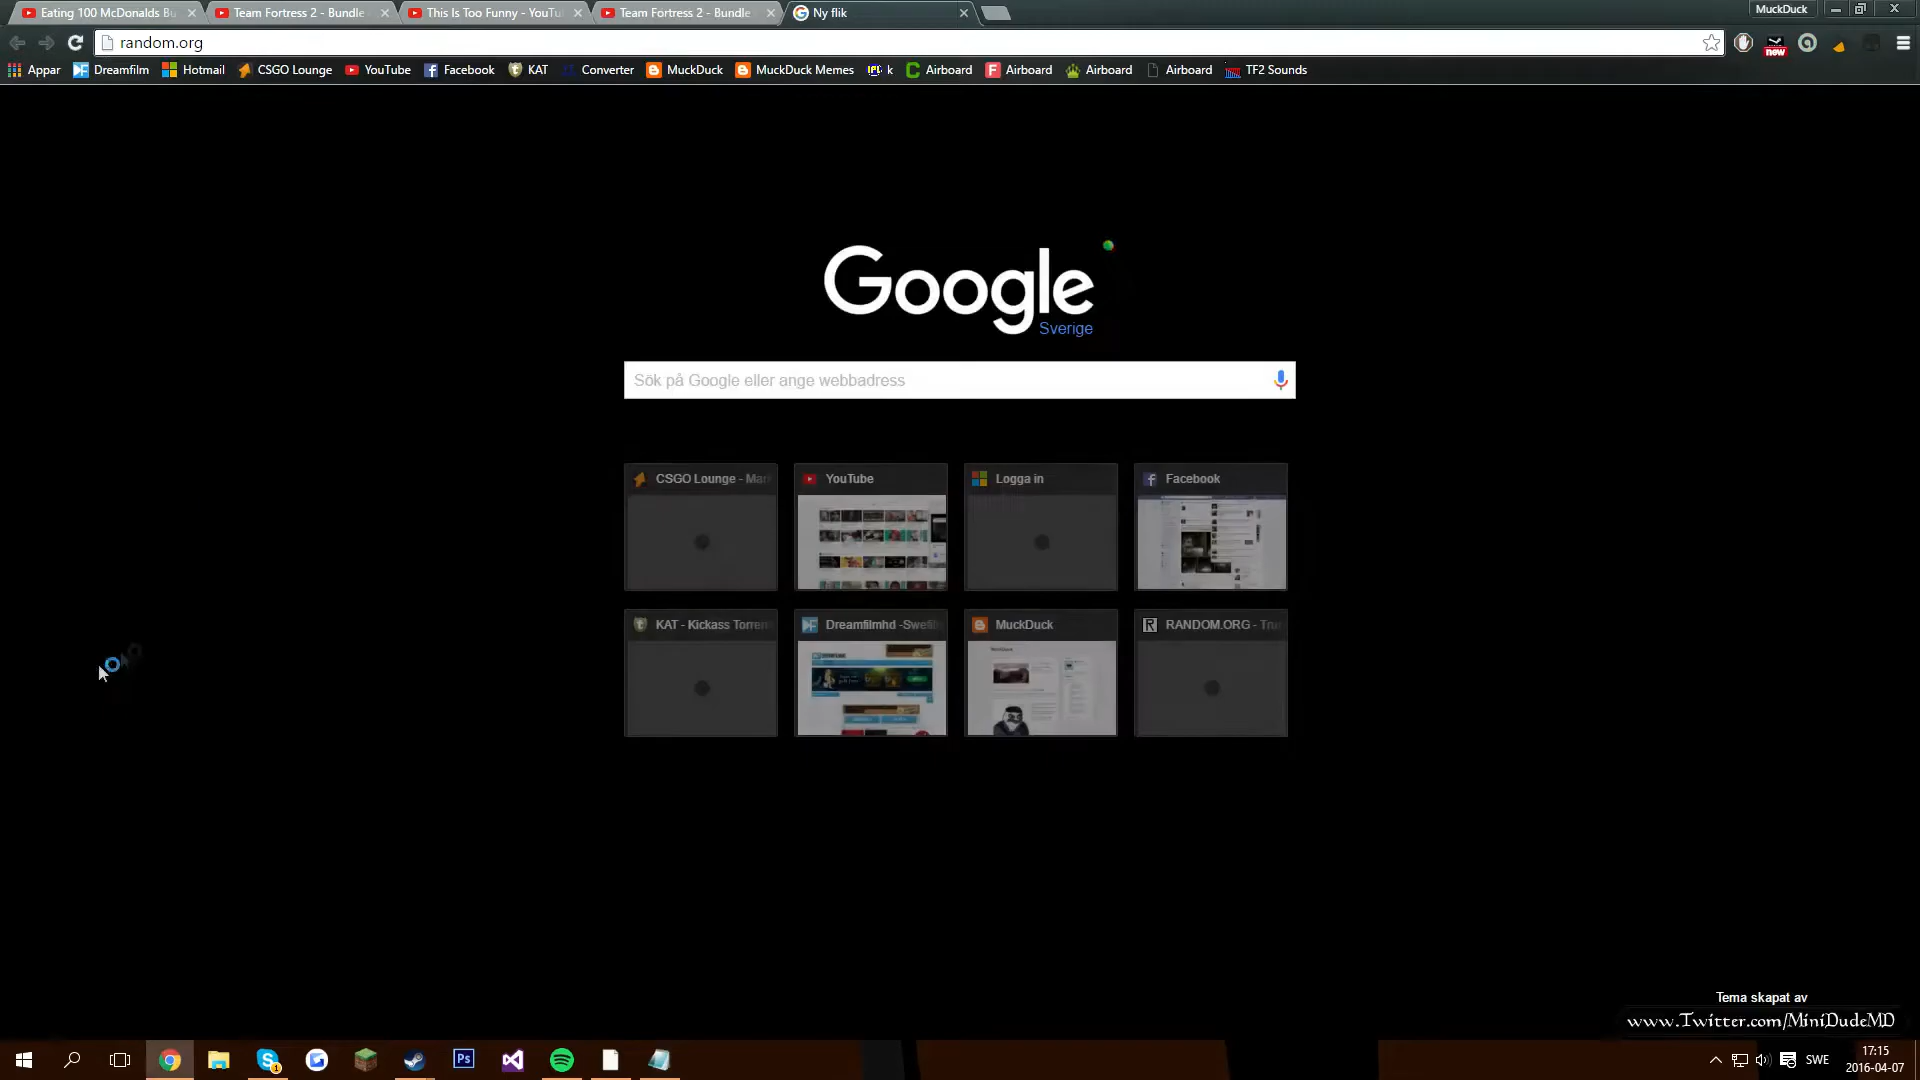 Eating 100 McDonalds Bu
Team Fortress 2 - Bundle
This Is Too Funny - YouTu
Team Fortress 2 - Bundle
Ny flik
MuckDuck
random.org
new
Appar
Dreamfilm
Hotmail
CSGO Lounge
YouTube
Facebook
KAT
Converter
MuckDuck
MuckDuck Memes
k
Airboard
Airboard
Airboard
Airboard
TF2 Sounds
Google
Sverige
Sök på Google eller ange webbadress
CSGO Lounge - Mar
YouTube
Logga in
Facebook
KAT - Kickass Torren
Dreamfilmhd -Swefil
MuckDuck
RANDOM.ORG - Tru
Tema skapat av
www.Twitter.com/MiniDudeMD
Ps
1
SWE
17:15
2016-04-07